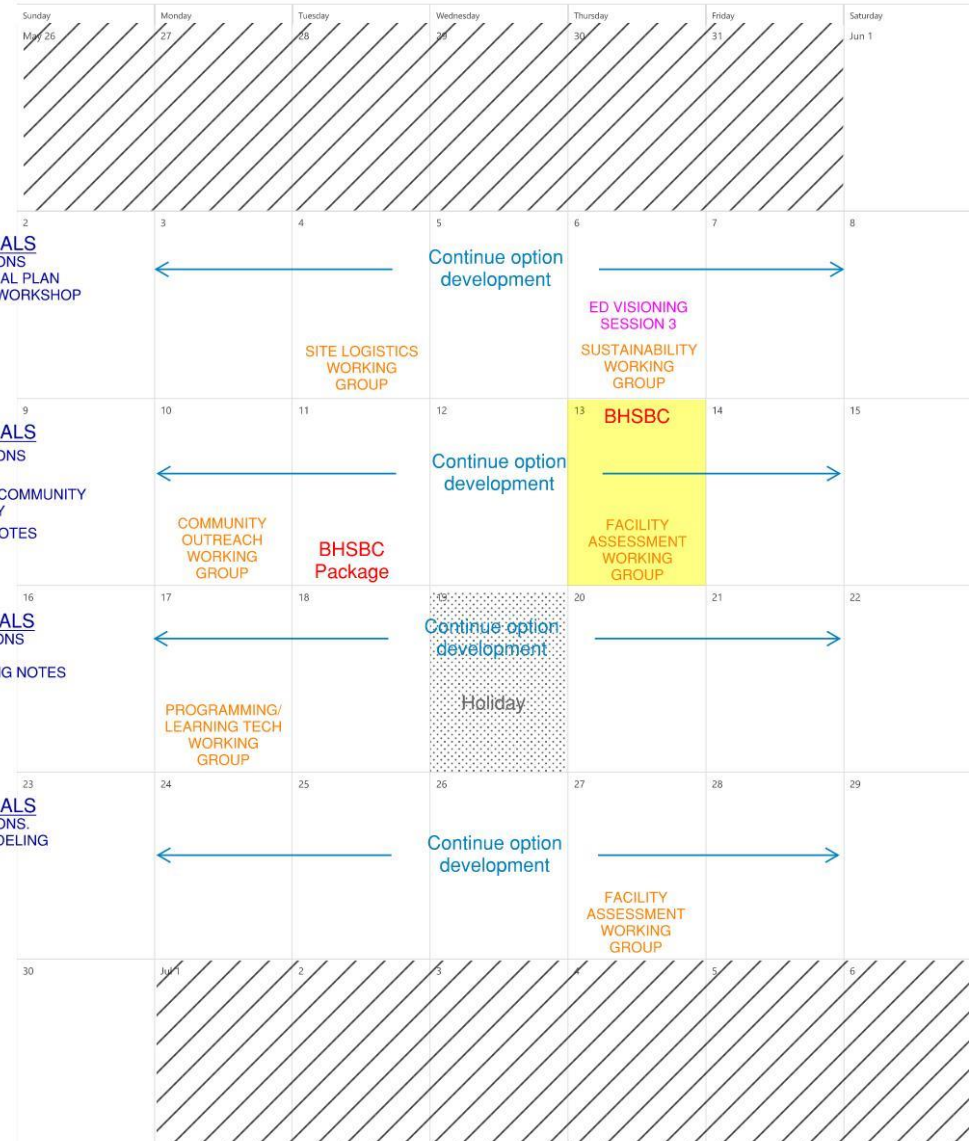 Sunday
Monday
Tuesday
Wednesday
Thursday
Friday
Saturday
May 26
27
28
29
30
31
Jun 1
2
3
4
5
6
7
8
ALS
ONS
AL PLAN
WORKSHOP
Continue option
development
ED VISIONING
SESSION 3
SITE LOGISTICS
WORKING
GROUP
SUSTAINABILITY
WORKING
GROUP
9
10
11
12
13
14
15
ALS
ONS
COMMUNITY
Y
OTES
BHSBC
Continue option
development
COMMUNITY
OUTREACH
WORKING
GROUP
BHSBC
Package
FACILITY
ASSESSMENT
WORKING
GROUP
16
17
18
19
20
21
22
ALS
ONS
G NOTES
Continue option
development
Holiday
PROGRAMMING/
LEARNING TECH
WORKING
GROUP
23
24
25
26
27
28
29
ALS
ONS.
DELING
Continue option
development
FACILITY
ASSESSMENT
WORKING
GROUP
30
Jul 1
2
3
4
5
6